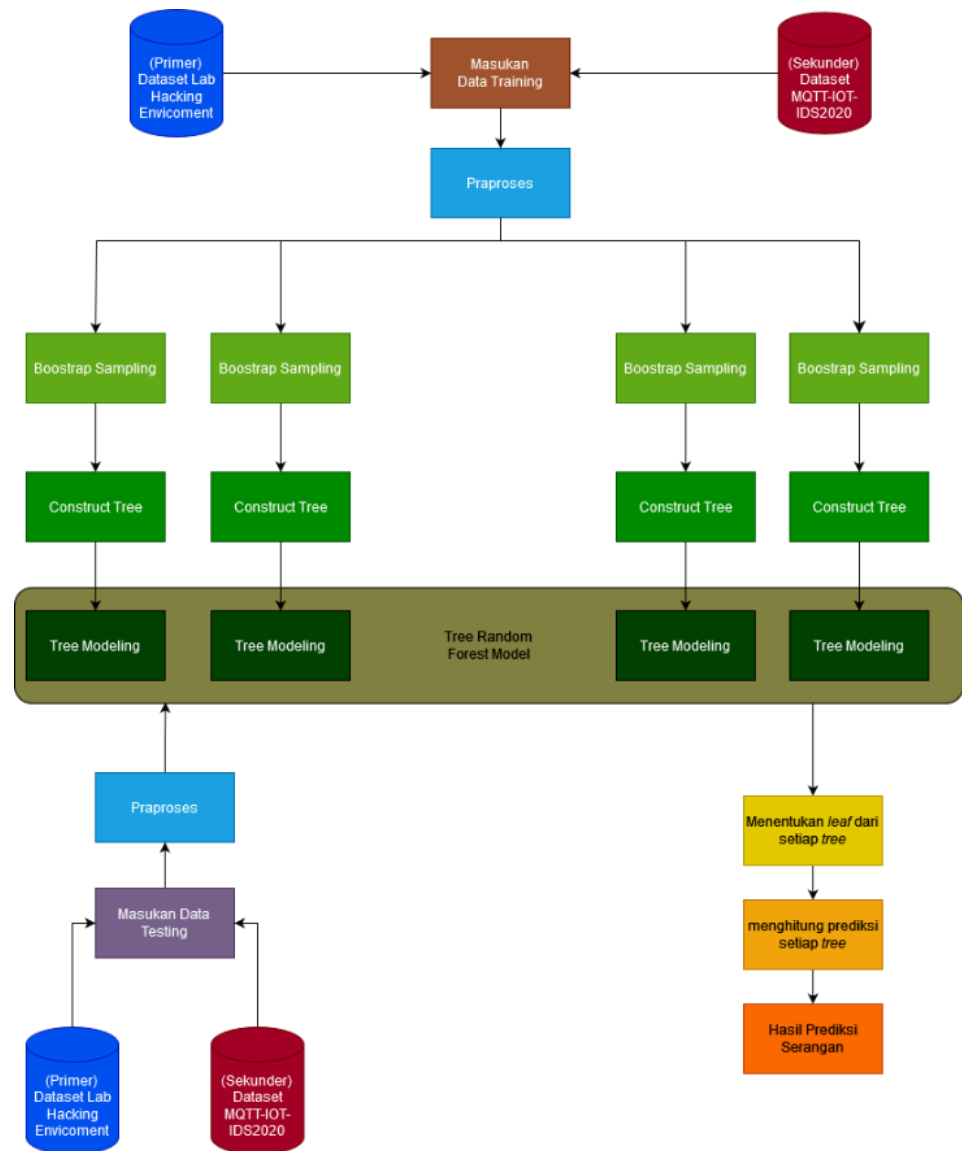 (Primer)
Dataset Lab
Hacking
Envicoment
Masukan
Data Training
(Sekunder)
Dataset
MQTT-IOT-
IDS2020
Praproses
Boostrap Sampling
Boostrap Sampling
Boostrap Sampling
Boostrap Sampling
Construct Tree
Construct Tree
Construct Tree
Construct Tree
Tree Modeling
Tree Modeling
Tree Random
Forest Model
Tree Modeling
Tree Modeling
Praproses
Masukan Data
Testing
(Primer)
Dataset Lab
Hacking
Envicoment
(Sekunder)
Dataset
MQTT-IOT-
IDS2020
Menentukan leaf dari
setiap tree
menghitung prediksi
setiap tree
Hasil Prediksi
Serangan